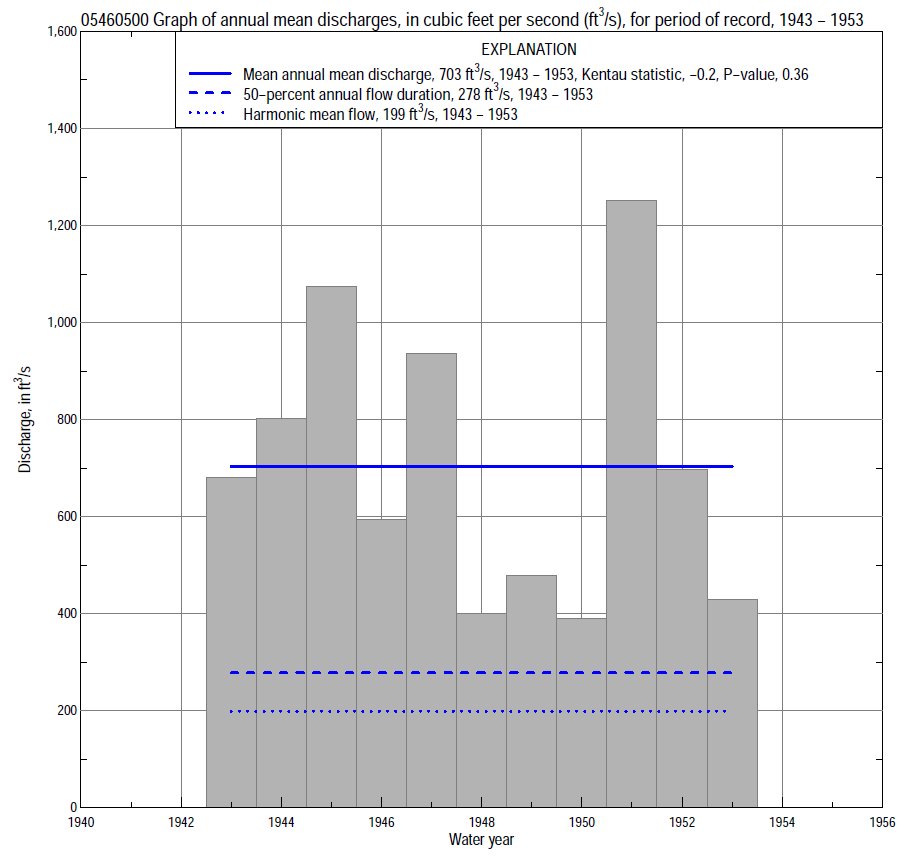 05460500 Graph of annual mean discharges, in cubic feet per second (ft³/s), for period of record, 1943 − 1953
EXPLANATION
Mean annual mean discharge, 703 ft³/s, 1943 − 1953, Kentau statistic, −0.2, P−value, 0.36
50−percent annual flow duration, 278 ft³/s, 1943 − 1953
Harmonic mean flow, 199 ft³/s, 1943 − 1953
Discharge, in ft³/s
1,600
1,400
1,200
1,000
800
600
400
200
0
1940 1942 1944 1946 1948 1950 1952 1954 1956
Water year